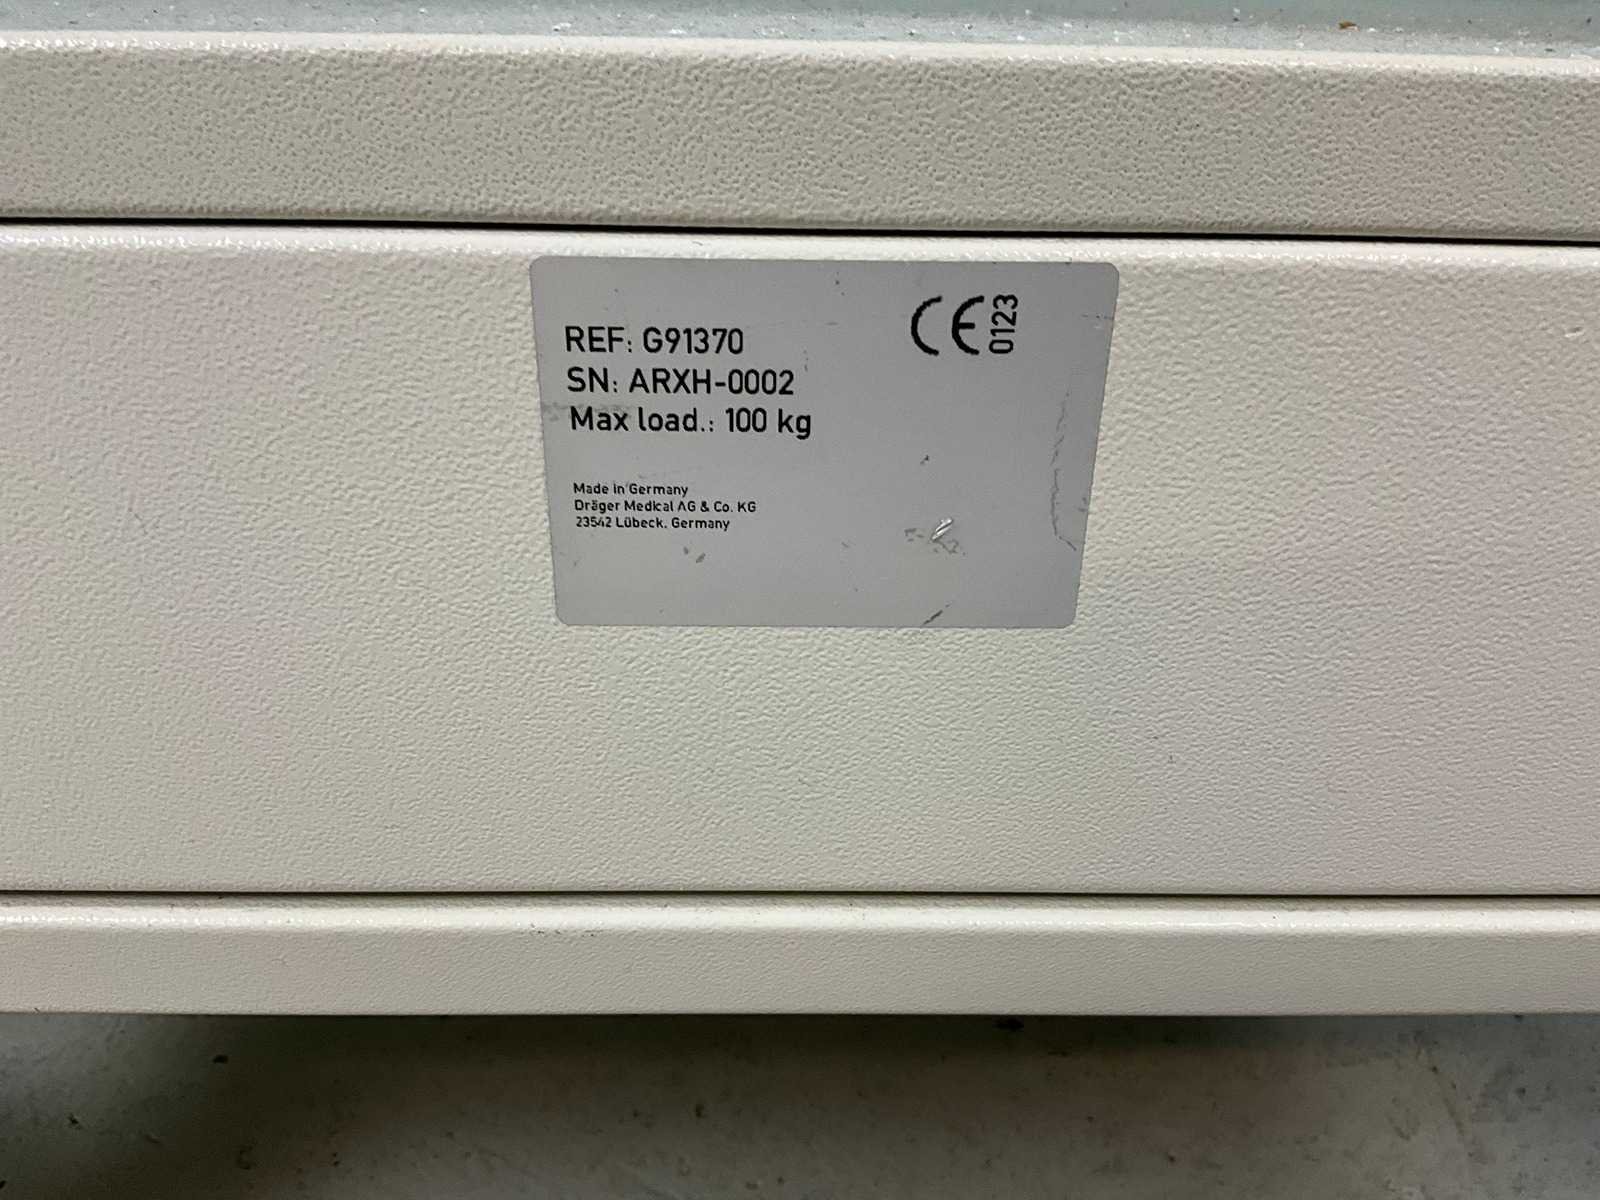 REF: G91370
SN: ARXH-0002
Max load.: 100 kg
CE 0123
Made in Germany
Dräger Medical AG & Co. KG
23542 Lübeck, Germany